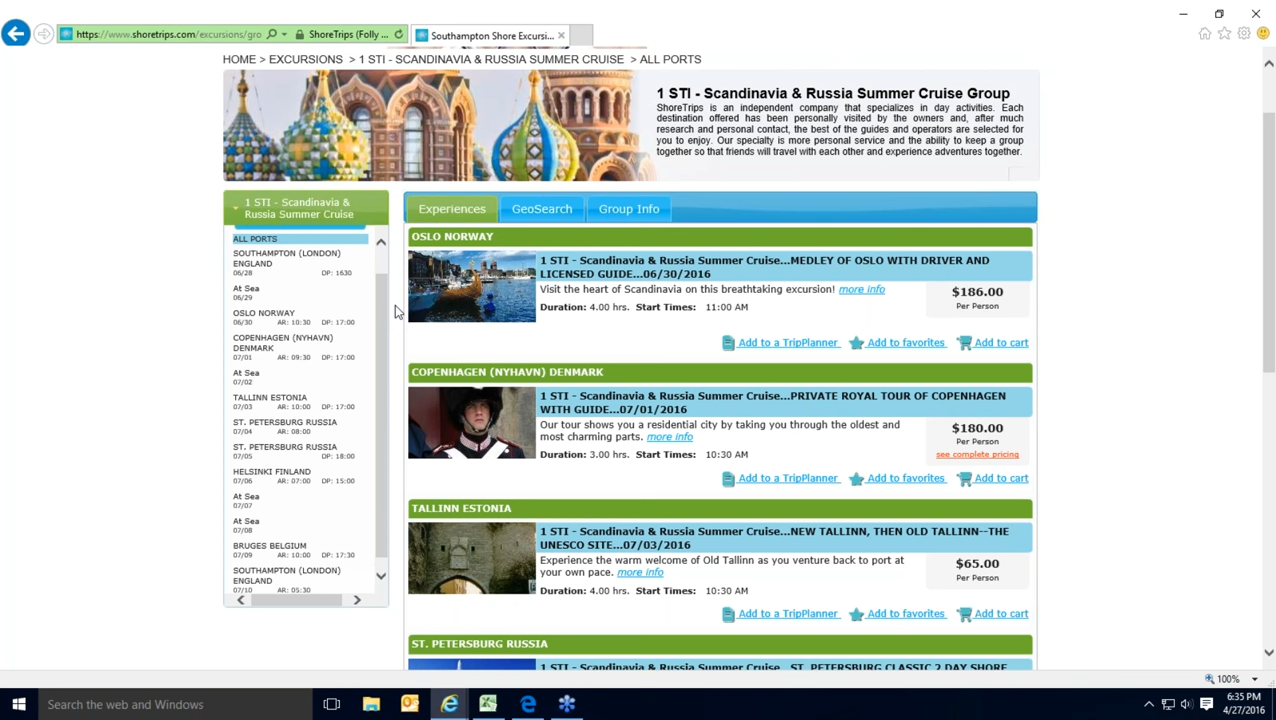 https://www.shoretrips.com/excursions/gro
ShoreTrips (Folly ...
Southampton Shore Excursi...
HOME > EXCURSIONS > 1 STI - SCANDINAVIA & RUSSIA SUMMER CRUISE > ALL PORTS
1 STI - Scandinavia & Russia Summer Cruise Group
ShoreTrips is an independent company that specializes in day activities. Each
destination offered has been personally visited by the owners and, after much
research and personal contact, the best of the guides and operators are selected for
you to enjoy. Our specialty is more personal service and the ability to keep a group
together so that friends will travel with each other and experience adventures together.
1 STI - Scandinavia &
Russia Summer Cruise
ALL PORTS
SOUTHAMPTON (LONDON)
ENGLAND
06/28 DP: 1630
At Sea
06/29
OSLO NORWAY
06/30 AR: 10:30 DP: 17:00
COPENHAGEN (NYHAVN)
DENMARK
07/01 AR: 09:30 DP: 17:00
At Sea
07/02
TALLINN ESTONIA
07/03 AR: 10:00 DP: 17:00
ST. PETERSBURG RUSSIA
07/04 AR: 08:00
ST. PETERSBURG RUSSIA
07/05 DP: 18:00
HELSINKI FINLAND
07/06 AR: 07:00 DP: 15:00
At Sea
07/07
At Sea
07/08
BRUGES BELGIUM
07/09 AR: 10:00 DP: 17:30
SOUTHAMPTON (LONDON)
ENGLAND
07/10 AR: 05:30
Experiences GeoSearch Group Info
OSLO NORWAY
1 STI - Scandinavia & Russia Summer Cruise...MEDLEY OF OSLO WITH DRIVER AND
LICENSED GUIDE...06/30/2016
Visit the heart of Scandinavia on this breathtaking excursion! more info
$186.00
Per Person
Duration: 4.00 hrs. Start Times: 11:00 AM
Add to a TripPlanner Add to favorites Add to cart
COPENHAGEN (NYHAVN) DENMARK
1 STI - Scandinavia & Russia Summer Cruise...PRIVATE ROYAL TOUR OF COPENHAGEN
WITH GUIDE...07/01/2016
Our tour shows you a residential city by taking you through the oldest and
most charming parts. more info
$180.00
Per Person
see complete pricing
Duration: 3.00 hrs. Start Times: 10:30 AM
Add to a TripPlanner Add to favorites Add to cart
TALLINN ESTONIA
1 STI - Scandinavia & Russia Summer Cruise...NEW TALLINN, THEN OLD TALLINN--THE
UNESCO SITE...07/03/2016
Experience the warm welcome of Old Tallinn as you venture back to port at
your own pace. more info
$65.00
Per Person
Duration: 4.00 hrs. Start Times: 10:30 AM
Add to a TripPlanner Add to favorites Add to cart
ST. PETERSBURG RUSSIA
1 STI - Scandinavia & Russia Summer Cruise...ST. PETERSBURG CLASSIC 2 DAY SHORE
100%
Search the web and Windows
6:35 PM
4/27/2016